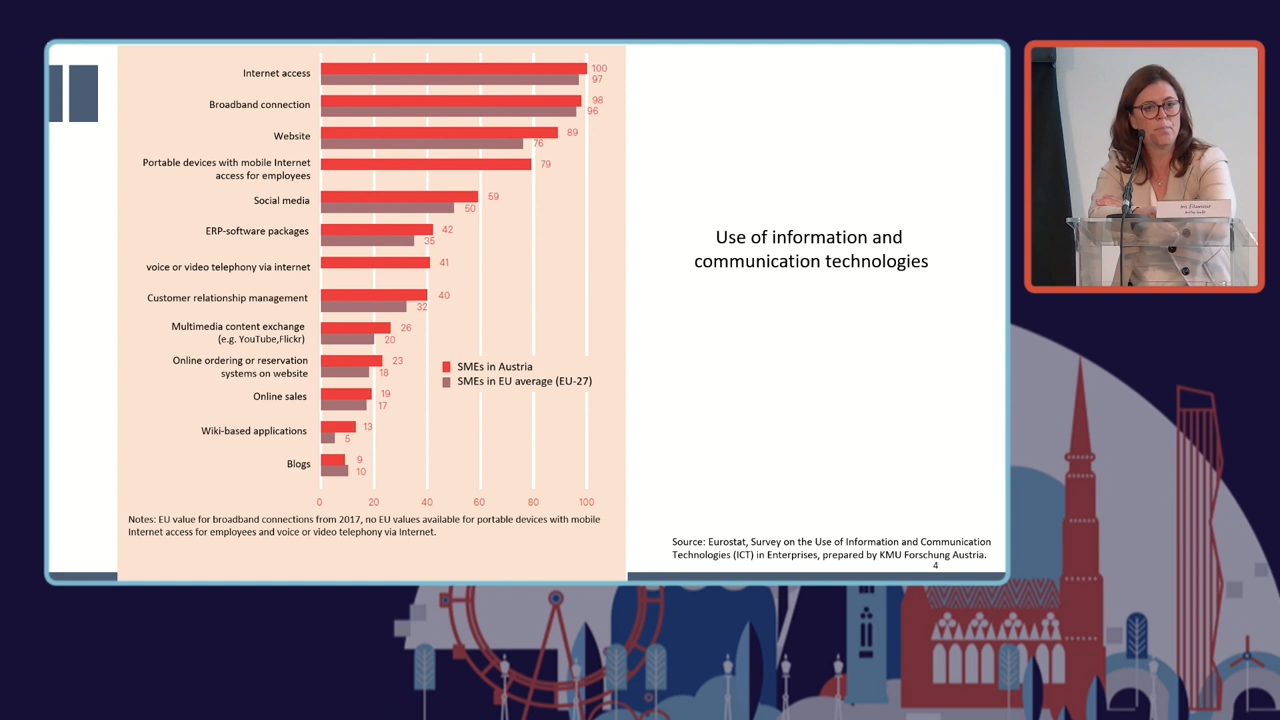 Internet access
100
97
Broadband connection
98
96
Website
89
76
Portable devices with mobile Internet
access for employees
79
Social media
59
50
ERP-software packages
42
35
voice or video telephony via internet
41
Customer relationship management
40
32
Multimedia content exchange
(e.g. YouTube,Flickr)
26
20
Online ordering or reservation
systems on website
23
18
SMEs in Austria
SMEs in EU average (EU-27)
Online sales
19
17
Wiki-based applications
13
5
Blogs
9
10
0 20 40 60 80 100
Notes: EU value for broadband connections from 2017, no EU values available for portable devices with mobile
Internet access for employees and voice or video telephony via Internet.
Use of information and
communication technologies
Source: Eurostat, Survey on the Use of Information and Communication
Technologies (ICT) in Enterprises, prepared by KMU Forschung Austria.
4